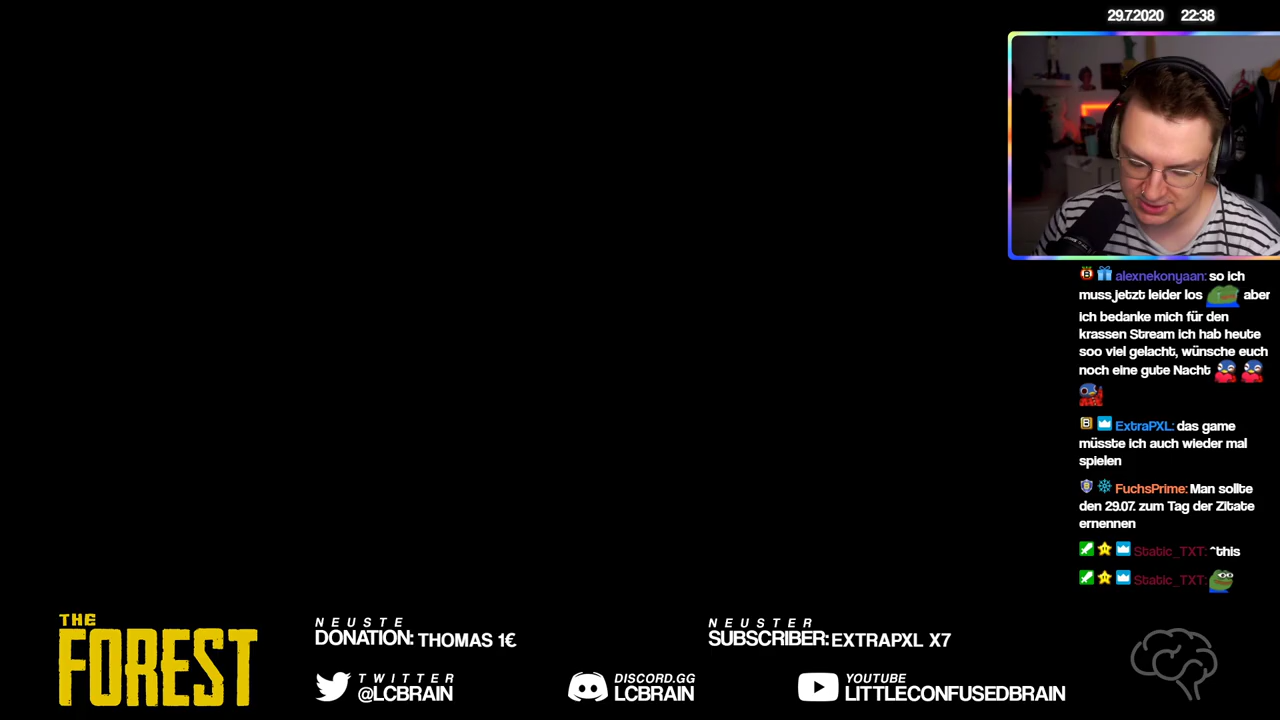 29.7.2020 22:38
alexnekonyaan: so ich
muss jetzt leider los aber
ich bedanke mich für den
krassen Stream ich hab heute
soo viel gelacht, wünsche euch
noch eine gute Nacht
ExtraPXL: das game
müsste ich auch wieder mal
spielen
FuchsPrime: Man sollte
den 29.07. zum Tag der Zitate
ernennen
Static_TXT: ^this
Static_TXT:
THE
FOREST
NEUSTE
DONATION: THOMAS 1€
NEUSTER
SUBSCRIBER: EXTRAPXL X7
TWITTER
@LCBRAIN
DISCORD.GG
LCBRAIN
YOUTUBE
LITTLECONFUSEDBRAIN